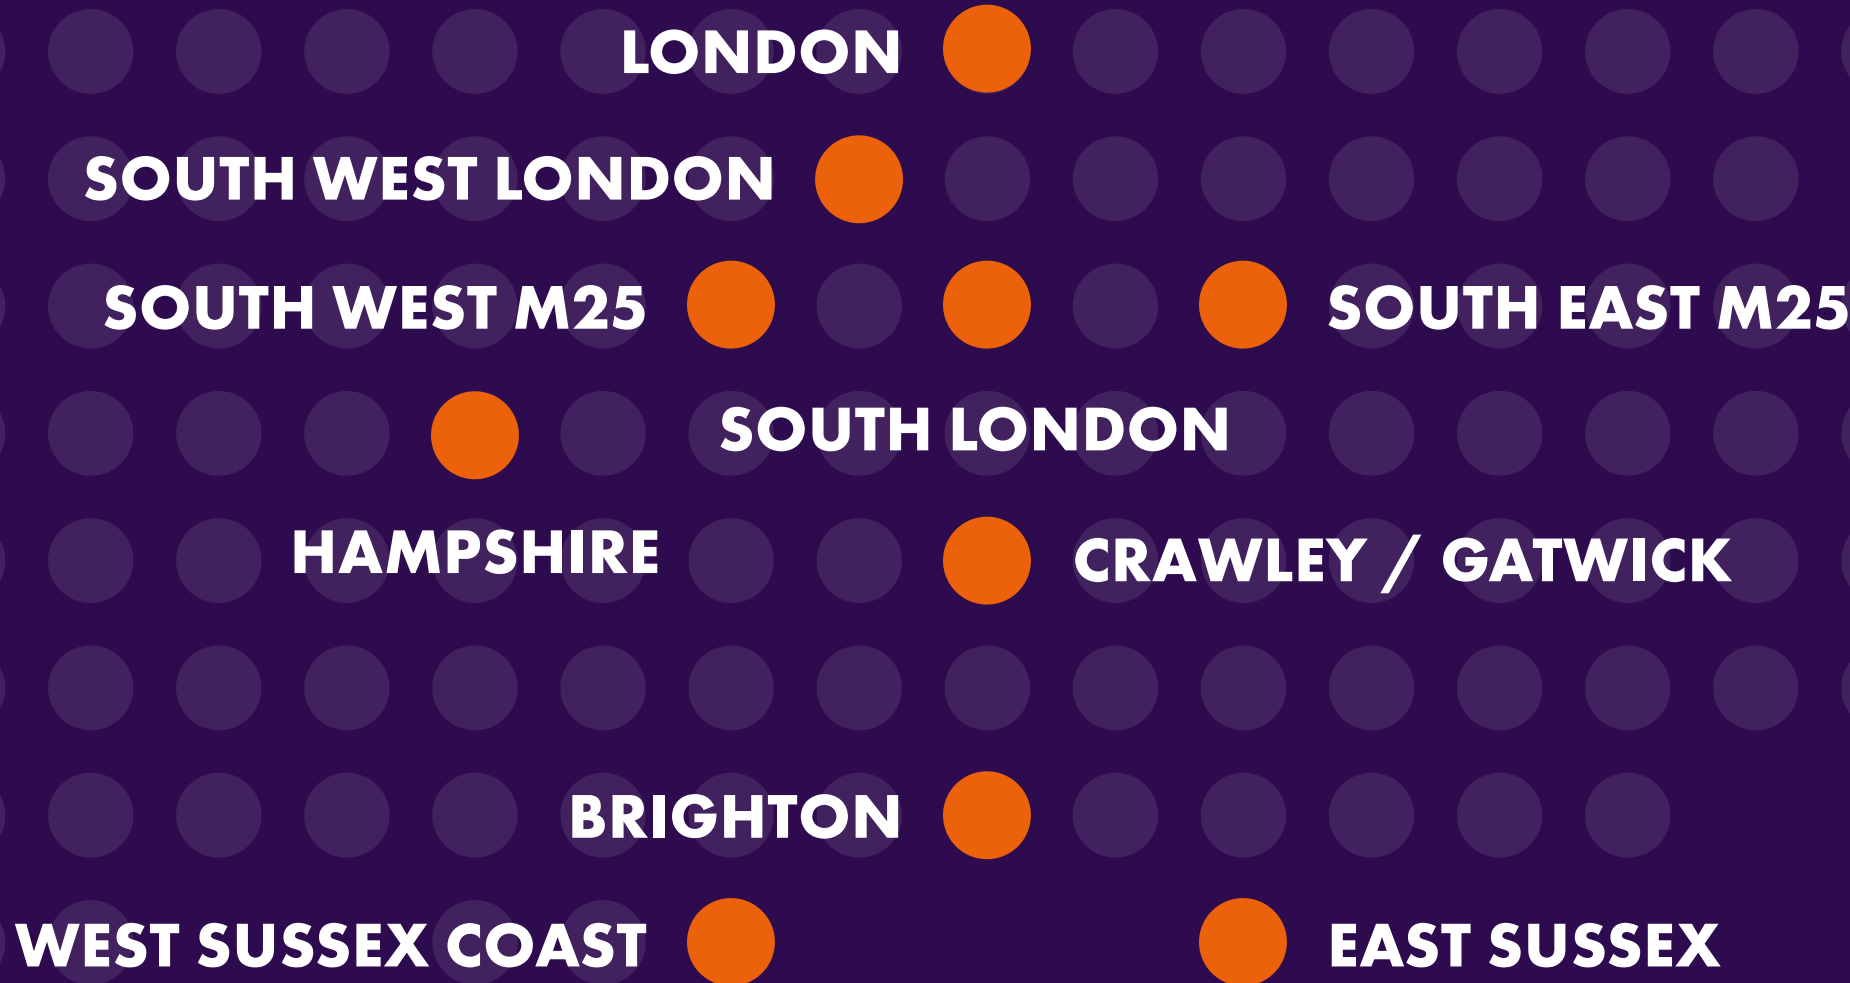 LONDON
SOUTH WEST LONDON
SOUTH WEST M25
SOUTH EAST M25
SOUTH LONDON
HAMPSHIRE
CRAWLEY / GATWICK
BRIGHTON
WEST SUSSEX COAST
EAST SUSSEX